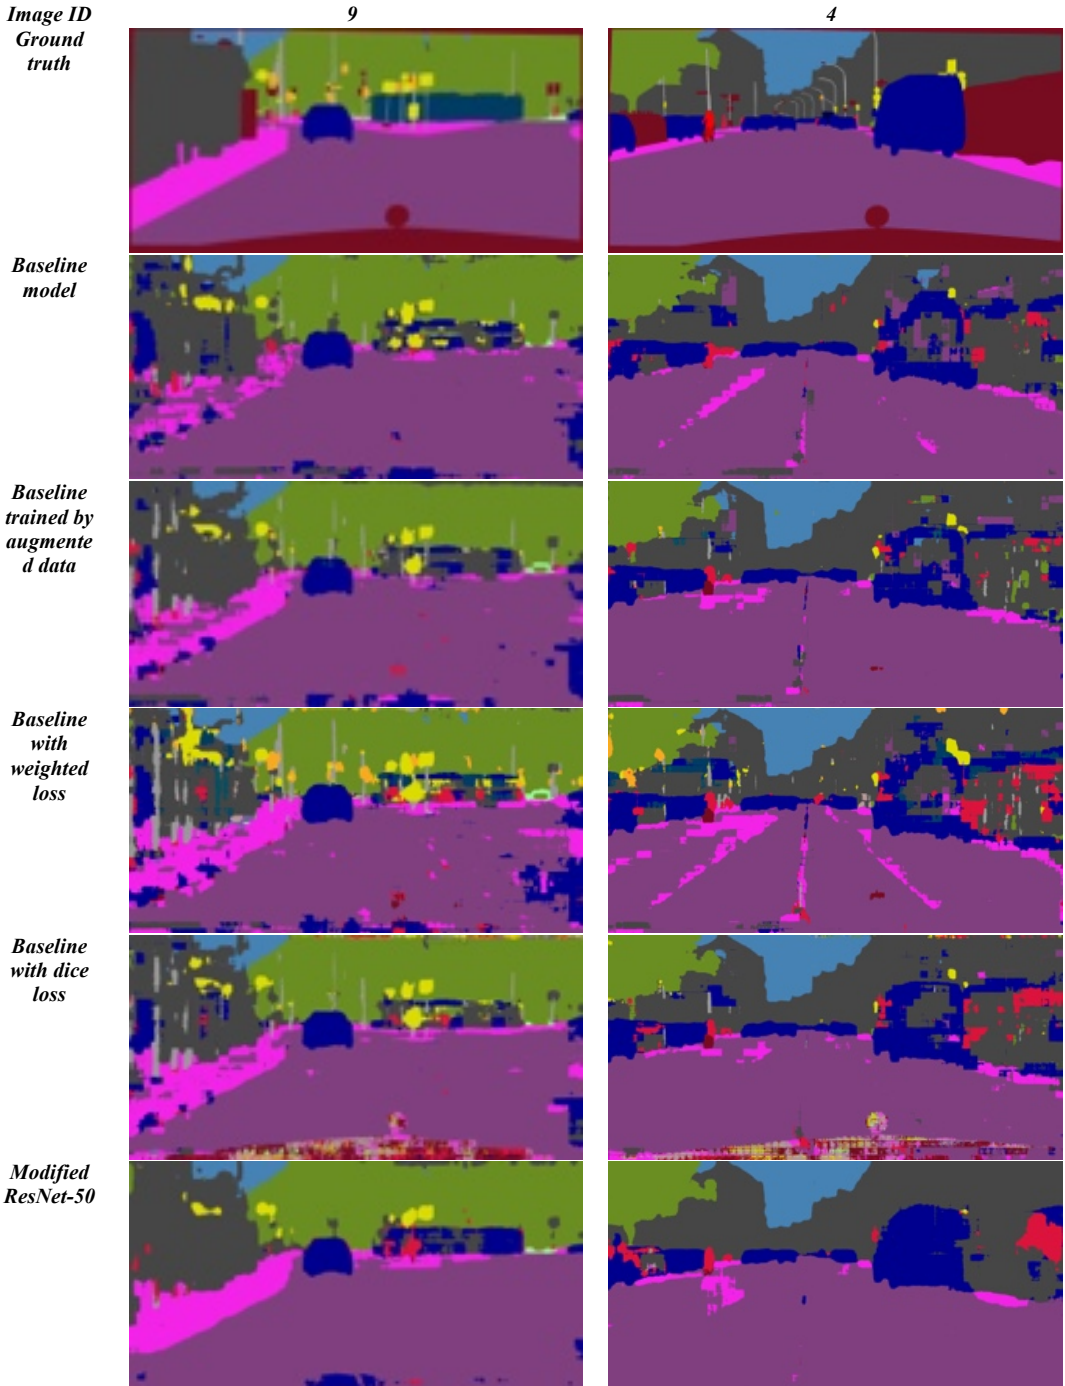 Image ID 9 4
Ground
truth
Baseline
model
Baseline
trained by
augmente
d data
Baseline
with
weighted
loss
Baseline
with dice
loss
Modified
ResNet-50